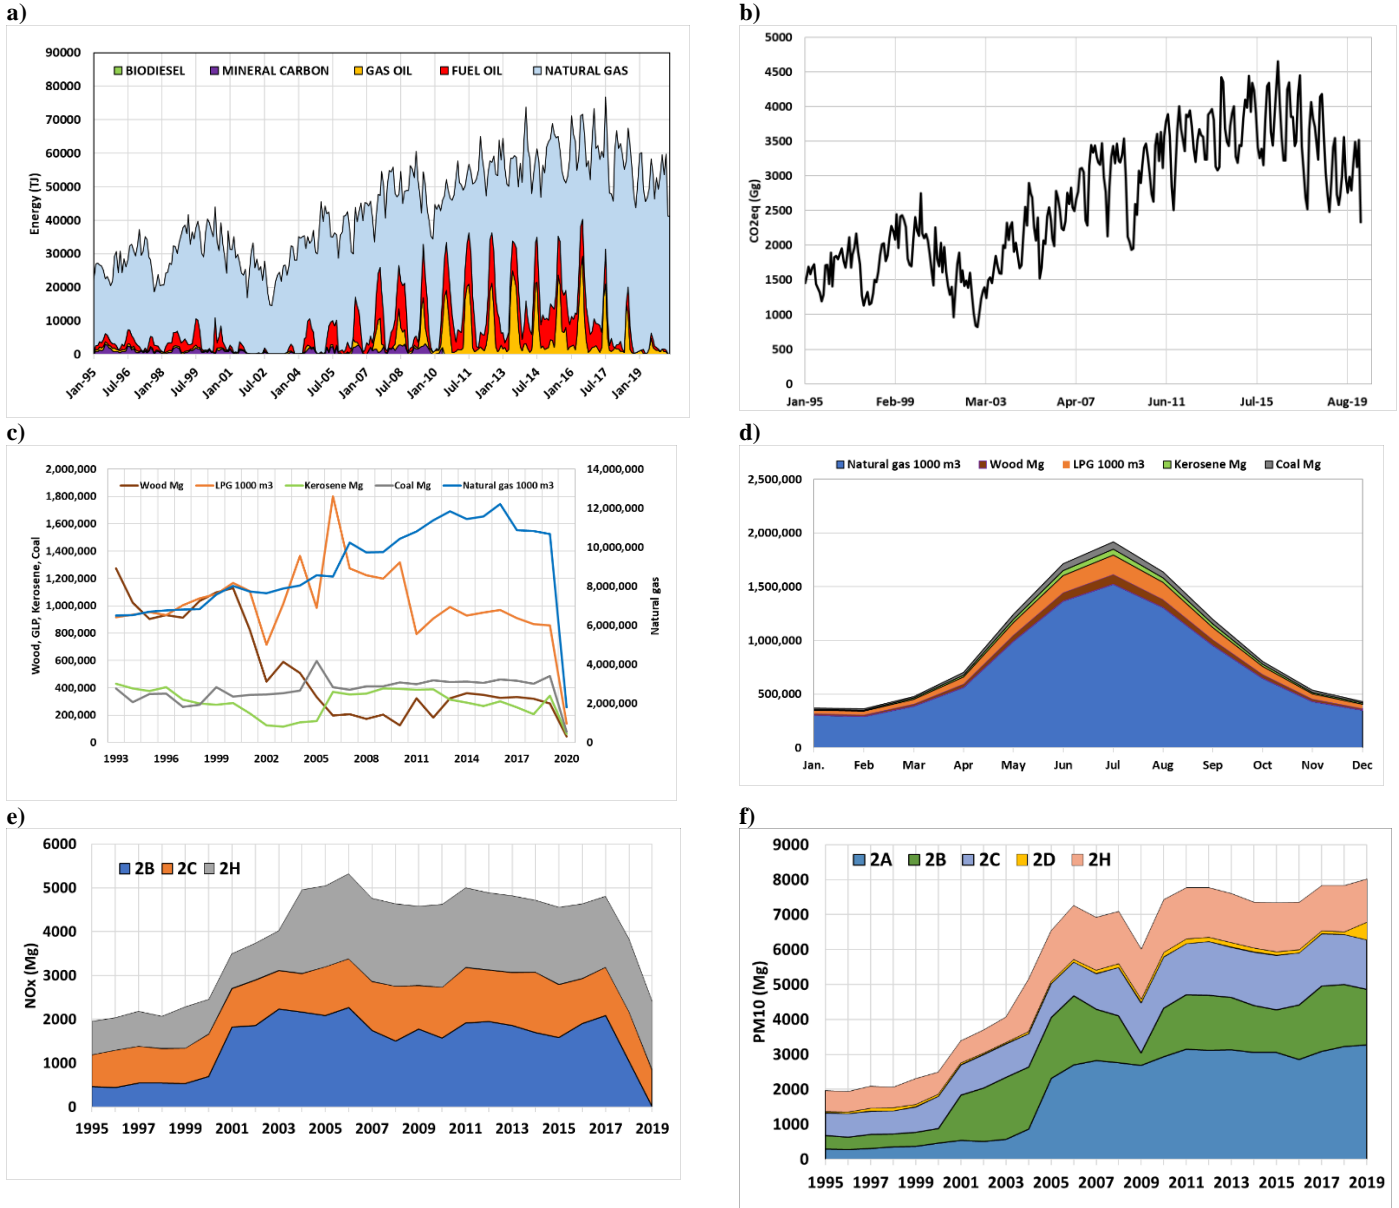 a)
90000
80000
70000
60000
50000
40000
30000
20000
10000
0
Energy (TJ)
BIODIESEL MINERAL CARBON GAS OIL FUEL OIL NATURAL GAS
Jan-95 Jul-96 Jan-98 Jul-99 Jan-01 Jul-02 Jan-04 Jul-05 Jan-07 Jul-08 Jan-10 Jul-11 Jan-13 Jul-14 Jan-16 Jul-17 Jan-19
b)
5000
4500
4000
3500
3000
2500
2000
1500
1000
500
0
CO2eq (Gg)
Jan-95 Feb-99 Mar-03 Apr-07 Jun-11 Jul-15 Aug-19
c)
2,000,000
1,800,000
1,600,000
1,400,000
1,200,000
1,000,000
800,000
600,000
400,000
200,000
0
Wood, GLP, Kerosene, Coal
Wood Mg LPG 1000 m3 Kerosene Mg Coal Mg Natural gas 1000 m3
14,000,000
12,000,000
10,000,000
8,000,000
6,000,000
4,000,000
2,000,000
0
Natural gas
1993 1996 1999 2002 2005 2008 2011 2014 2017 2020
d)
Natural gas 1000 m3 Wood Mg LPG 1000 m3 Kerosene Mg Coal Mg
2,500,000
2,000,000
1,500,000
1,000,000
500,000
0
Jan. Feb Mar Apr May Jun Jul Aug Sep Oct Nov Dec
e)
6000
5000
4000
3000
2000
1000
0
NOx (Mg)
2B 2C 2H
1995 1997 1999 2001 2003 2005 2007 2009 2011 2013 2015 2017 2019
f)
9000
8000
7000
6000
5000
4000
3000
2000
1000
0
PM10 (Mg)
2A 2B 2C 2D 2H
1995 1997 1999 2001 2003 2005 2007 2009 2011 2013 2015 2017 2019